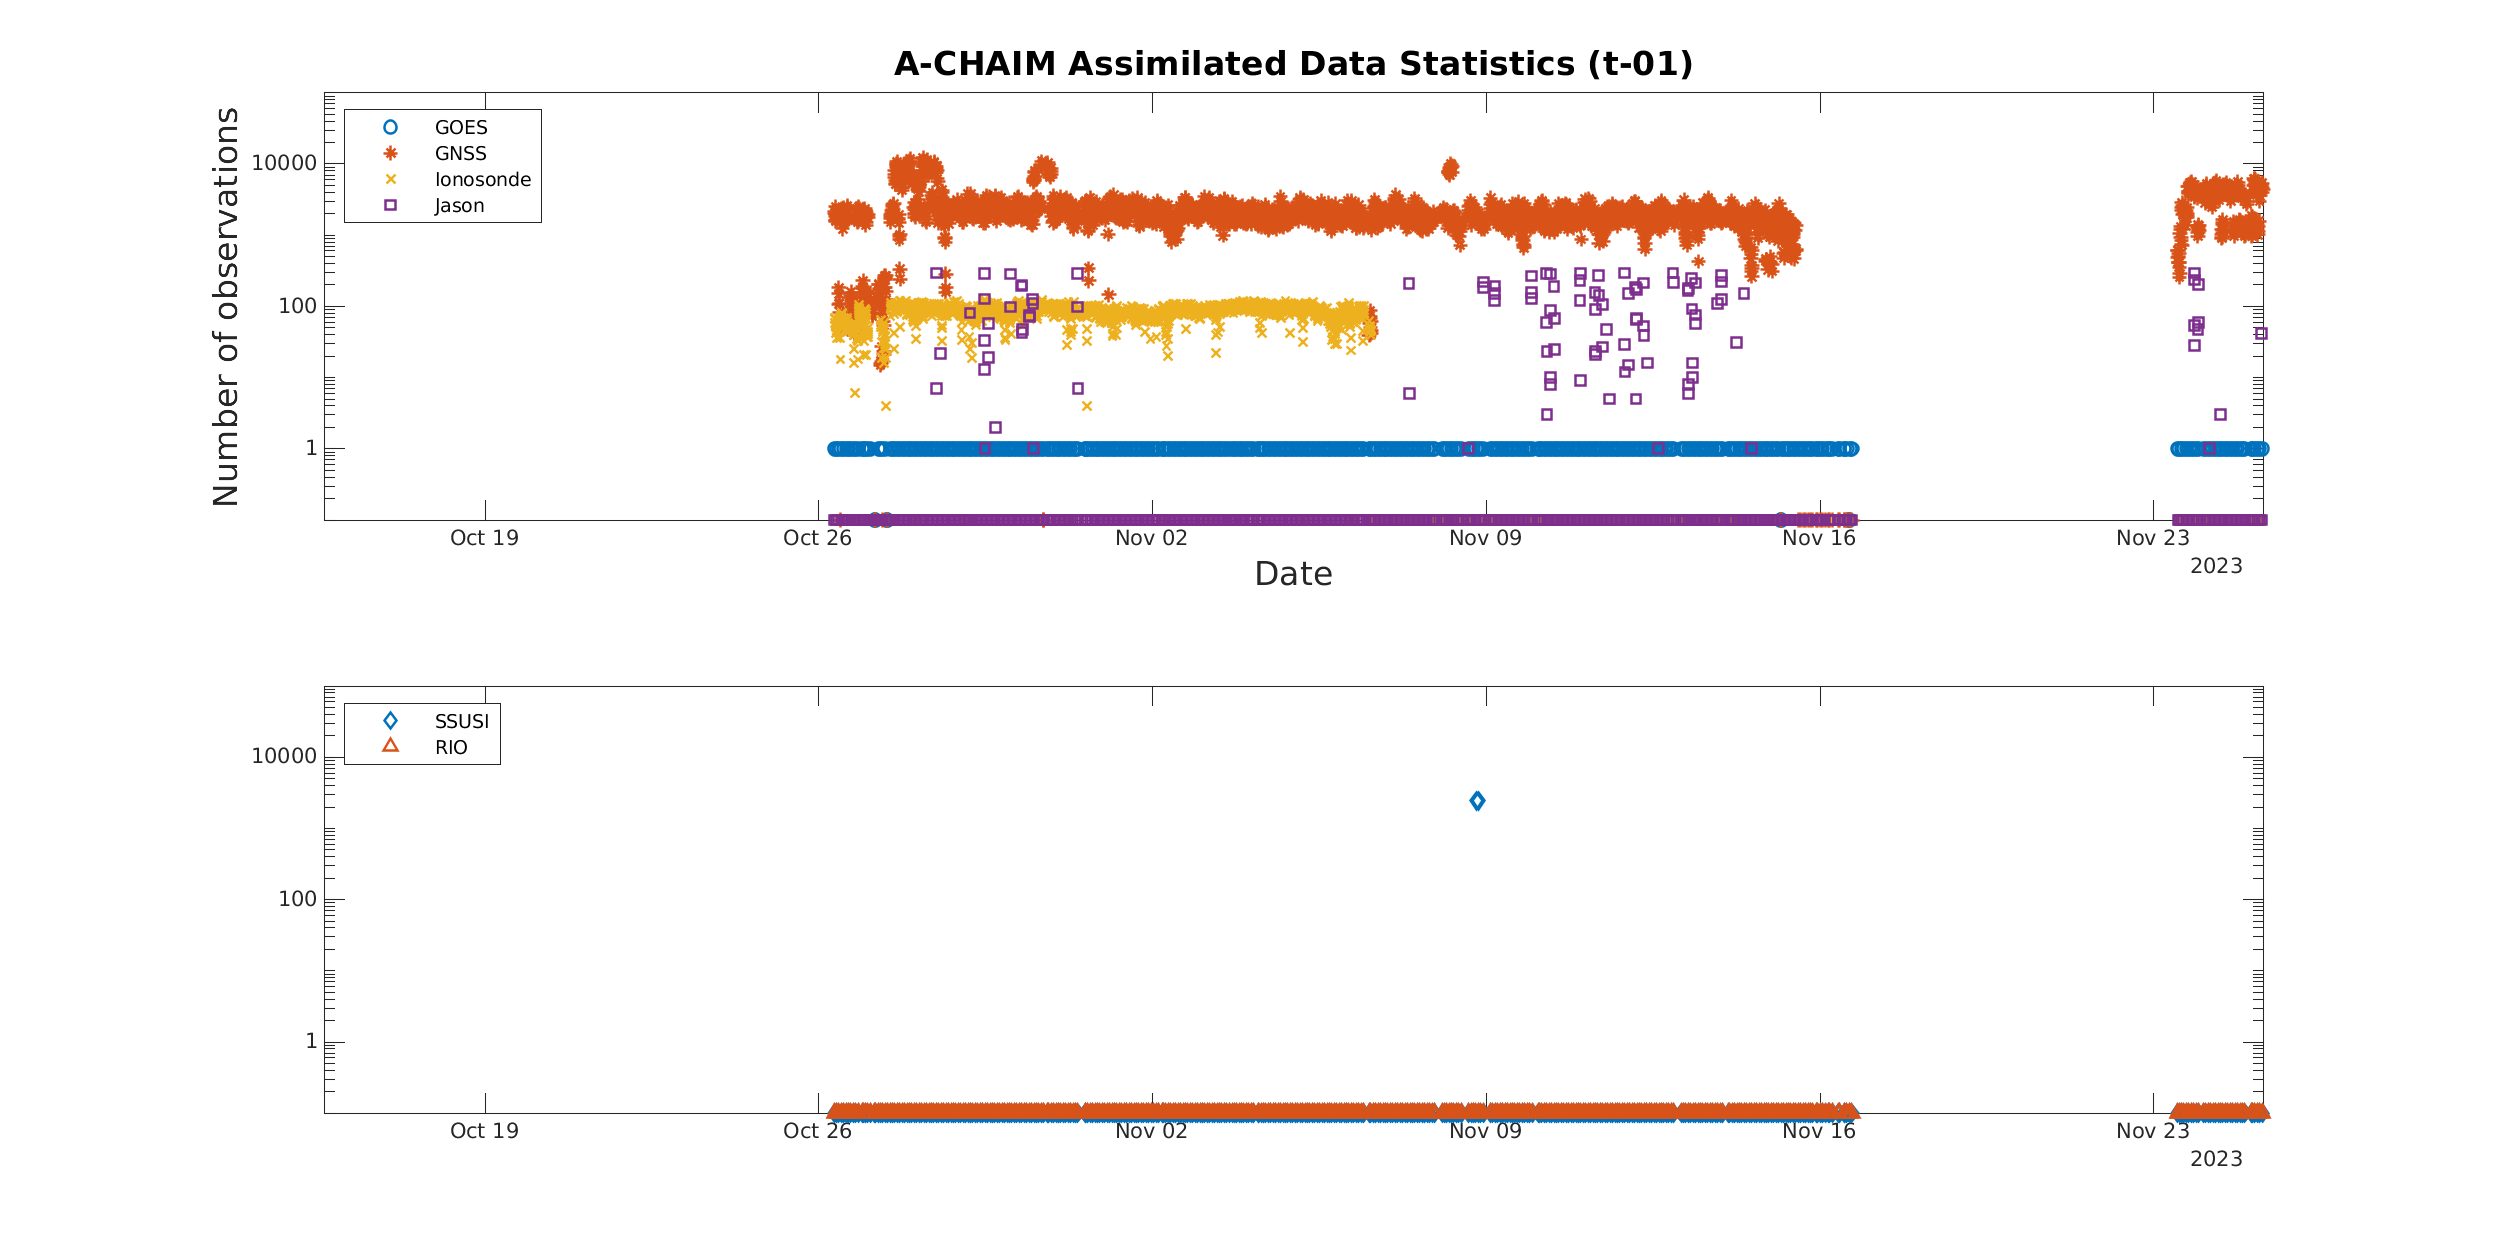 A-CHAIM Assimilated Data Statistics (t-01)
Number of observations
10000
100
1
GOES
GNSS
Ionosonde
Jason
Oct 19 Oct 26 Nov 02 Nov 09 Nov 16 Nov 23
2023
Date
10000
100
1
SSUSI
RIO
Oct 19 Oct 26 Nov 02 Nov 09 Nov 16 Nov 23
2023